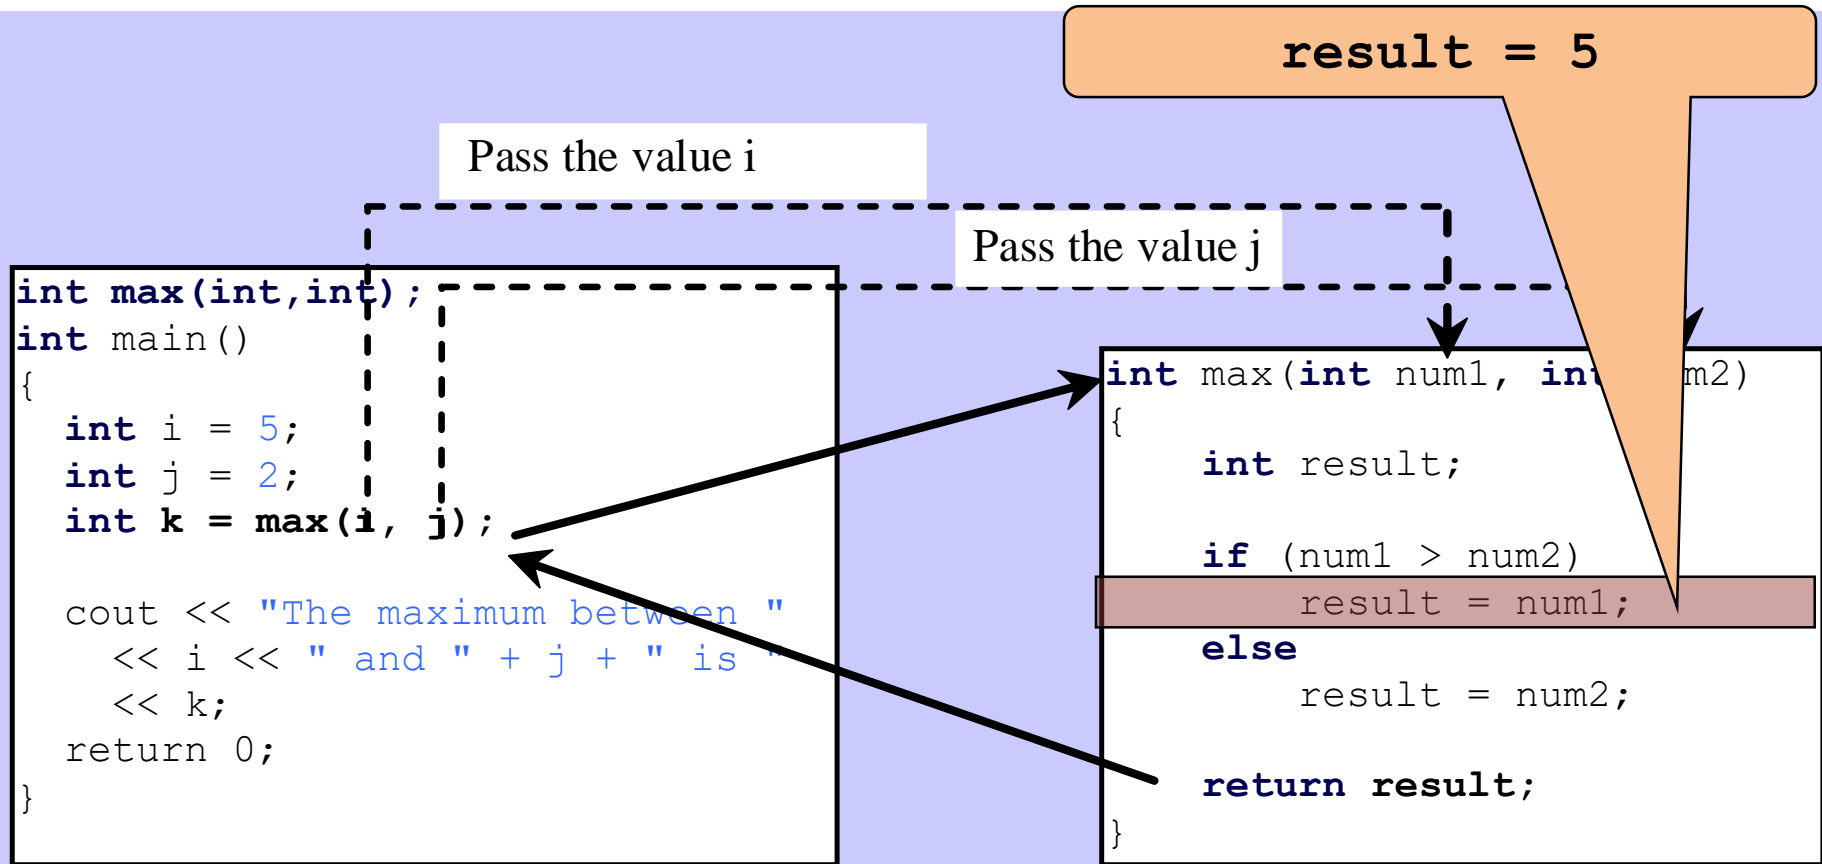 result = 5
Pass the value i
Pass the value j
int max(int,int);
int main()
{
int i = 5;
int j = 2;
int k = max(i, j);
cout << "The maximum between "
<< i << " and " + j + " is "
<< k;
return 0;
}
int max(int num1, int m2)
{
int result;
if (num1 > num2)
result = num1;
else
result = num2;
return result;
}